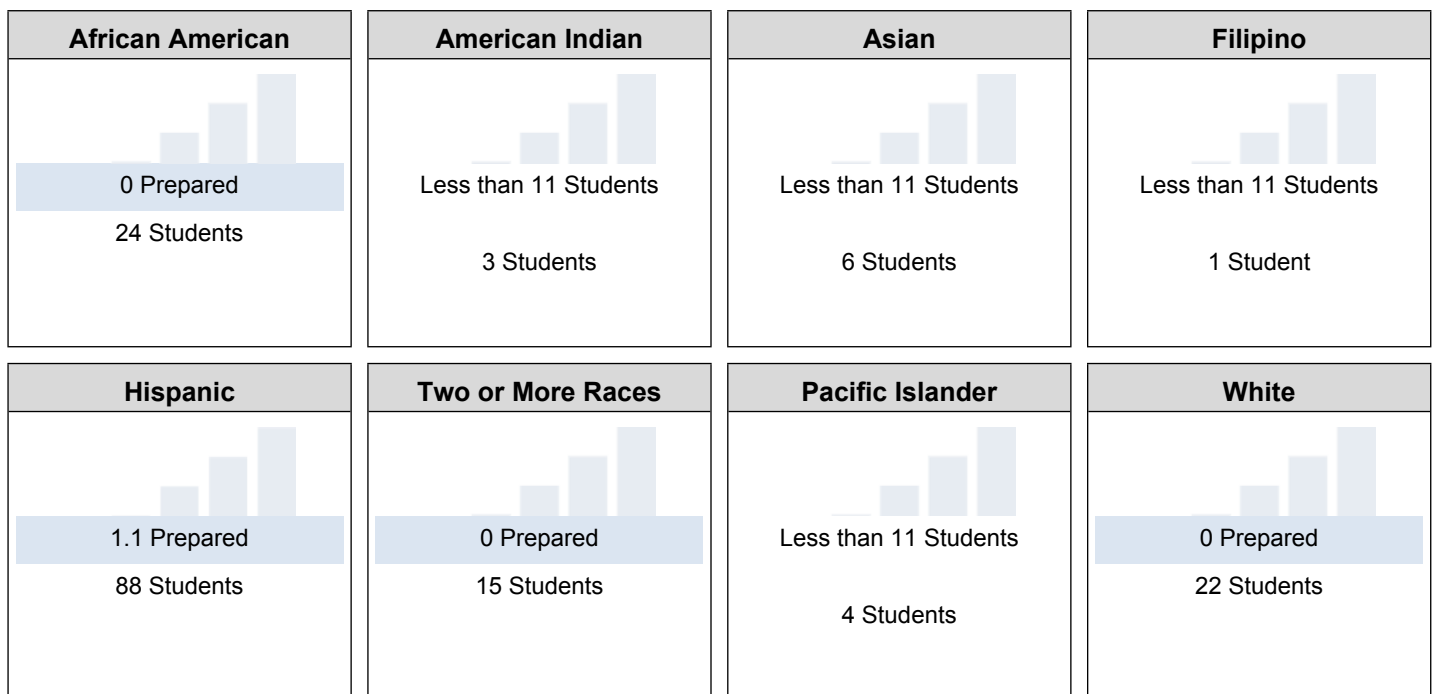 African American
0 Prepared
24 Students
American Indian
Less than 11 Students
3 Students
Asian
Less than 11 Students
6 Students
Filipino
Less than 11 Students
1 Student
Hispanic
1.1 Prepared
88 Students
Two or More Races
0 Prepared
15 Students
Pacific Islander
Less than 11 Students
4 Students
White
0 Prepared
22 Students